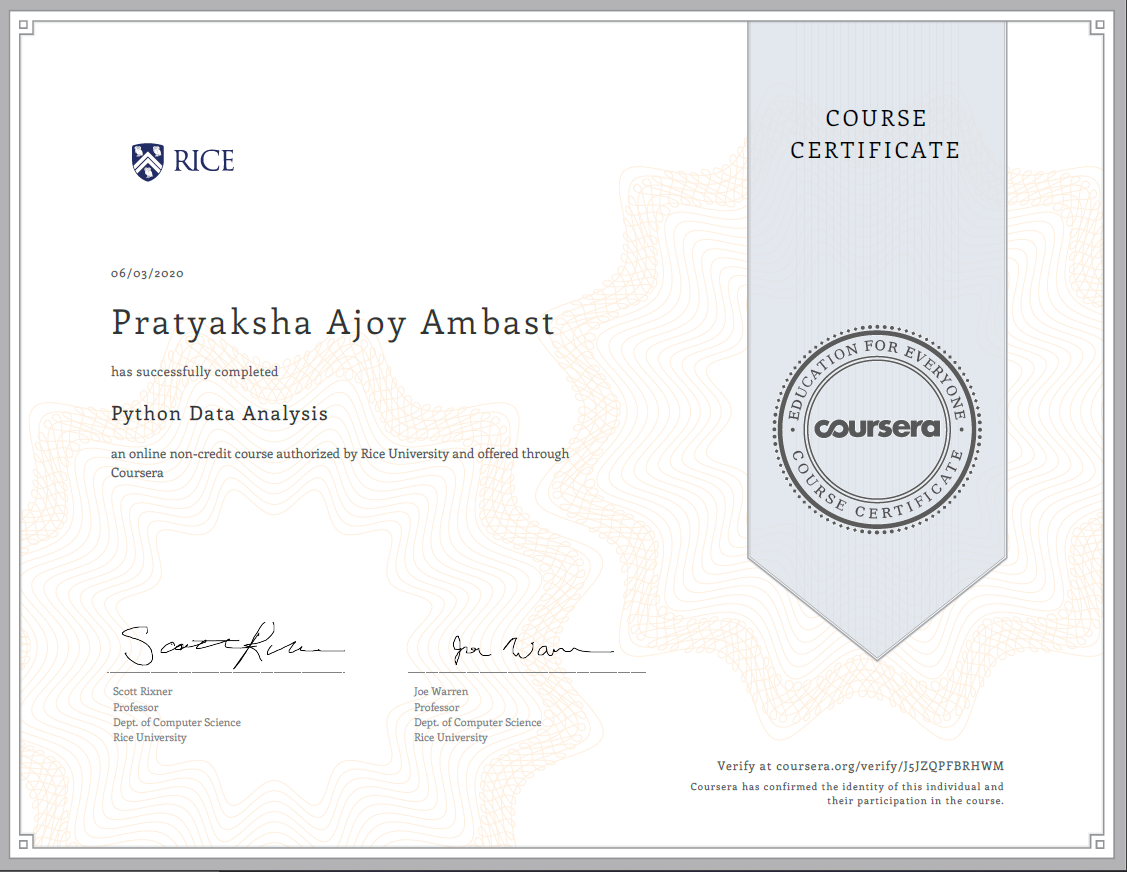 COURSE
CERTIFICATE
RICE
06/03/2020
Pratyaksha Ajoy Ambast
has successfully completed
Python Data Analysis
an online non-credit course authorized by Rice University and offered through
Coursera
EDUCATION FOR EVERYONE
coursera
COURSE CERTIFICATE
Scott Rixner
Joe Warren
Scott Rixner
Professor
Dept. of Computer Science
Rice University
Joe Warren
Professor
Dept. of Computer Science
Rice University
Verify at coursera.org/verify/J5JZQPFBRHWM
Coursera has confirmed the identity of this individual and
their participation in the course.